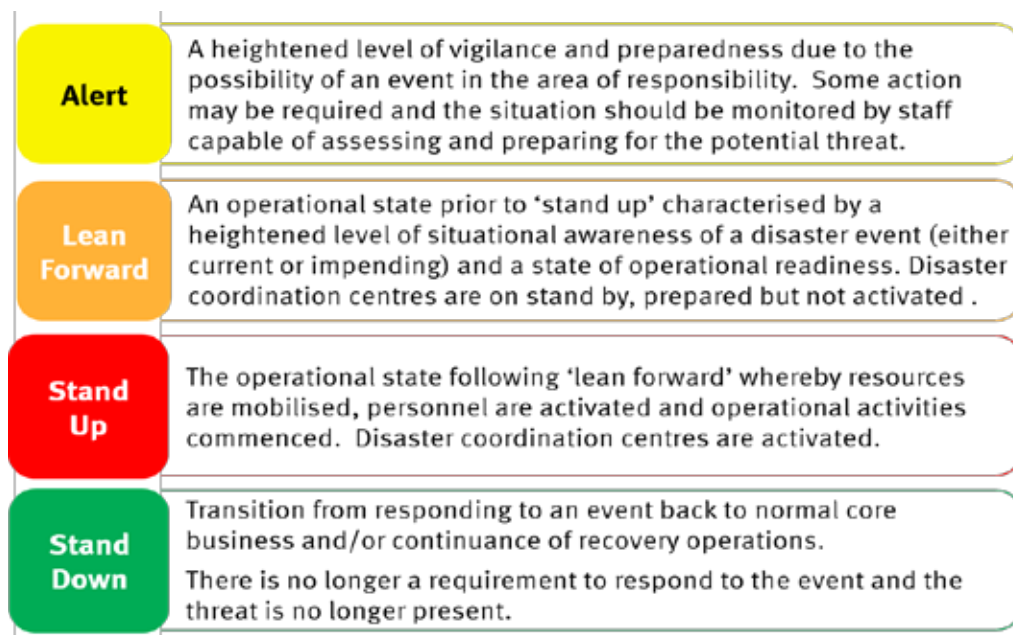 Alert
A heightened level of vigilance and preparedness due to the
possibility of an event in the area of responsibility.  Some action
may be required and the situation should be monitored by staff
capable of assessing and preparing for the potential threat.
Lean
Forward
An operational state prior to ‘stand up’ characterised by a
heightened level of situational awareness of a disaster event (either
current or impending) and a state of operational readiness. Disaster
coordination centres are on stand by, prepared but not activated .
Stand
Up
The operational state following ‘lean forward’ whereby resources
are mobilised, personnel are activated and operational activities
commenced.  Disaster coordination centres are activated.
Stand
Down
Transition from responding to an event back to normal core
business and/or continuance of recovery operations.
There is no longer a requirement to respond to the event and the
threat is no longer present.